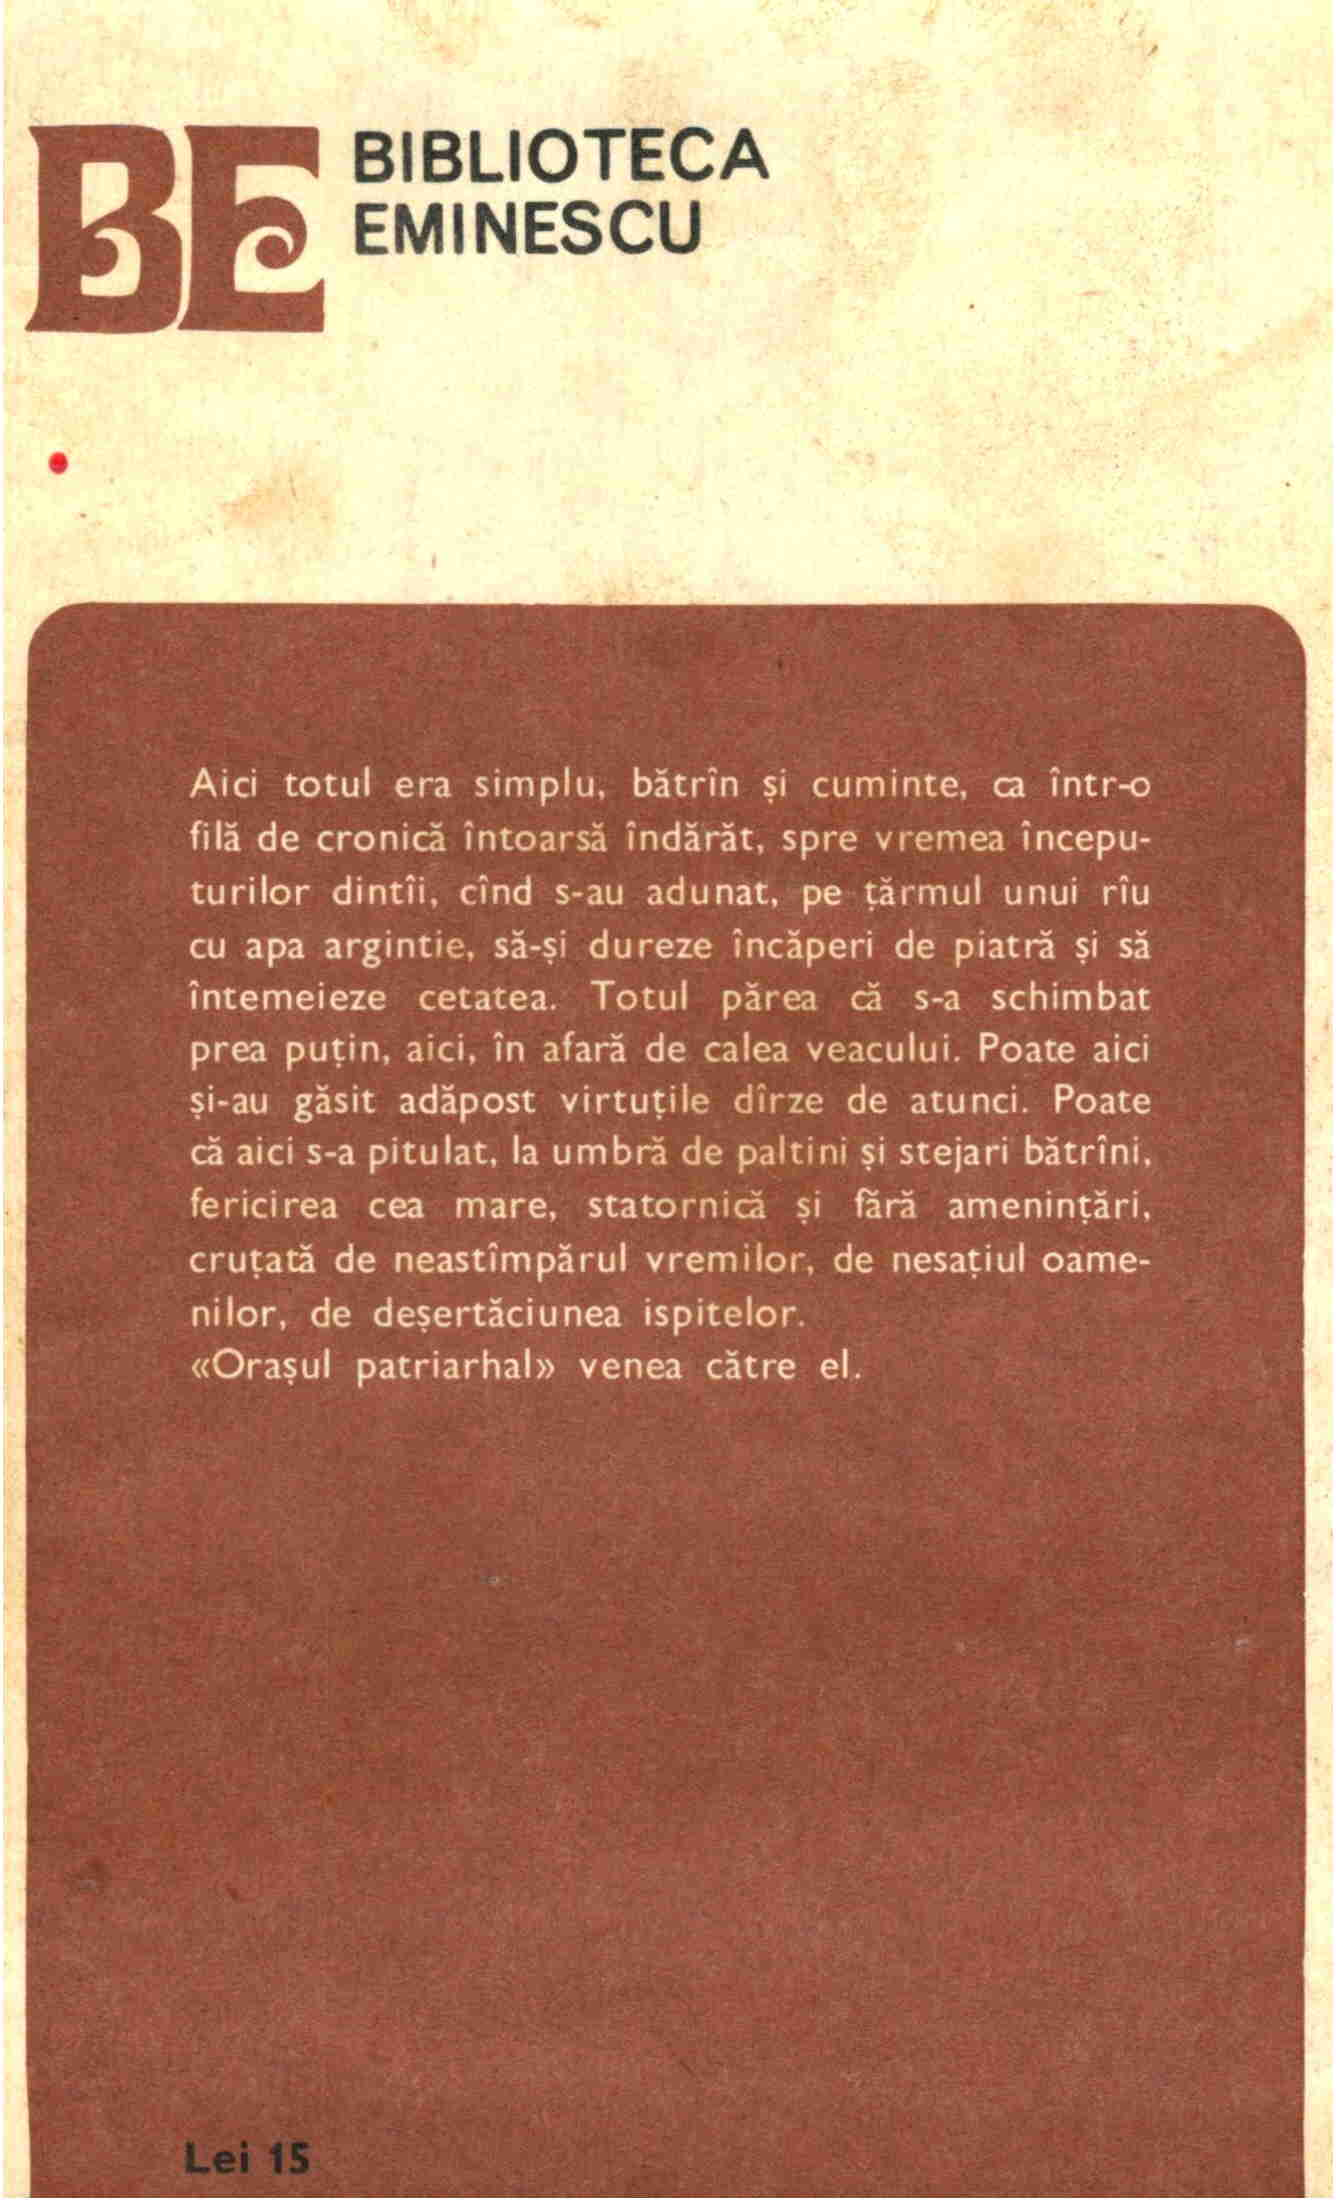 BE BIBLIOTECA
EMINESCU
Aici totul era simplu, bătrîn și cuminte, ca într-o
filă de cronică întoarsă îndărăt, spre vremea începu-
turilor dintîi, cînd s-au adunat, pe țărmul unui rîu
cu apa argintie, să-și dureze încăperi de piatră și să
întemeieze cetatea. Totul părea că s-a schimbat
prea puțin, aici, în afară de calea veacului. Poate aici
și-au găsit adăpost virtuțile dîrze de atunci. Poate
că aici s-a pitulat, la umbră de paltini și stejari bătrîni,
fericirea cea mare, statornică și fără amenințări,
cruțată de neastîmpărul vremilor, de nesațiul oame-
nilor, de deșertăciunea ispitelor.
«Orașul patriarhal» venea către el.
Lei 15